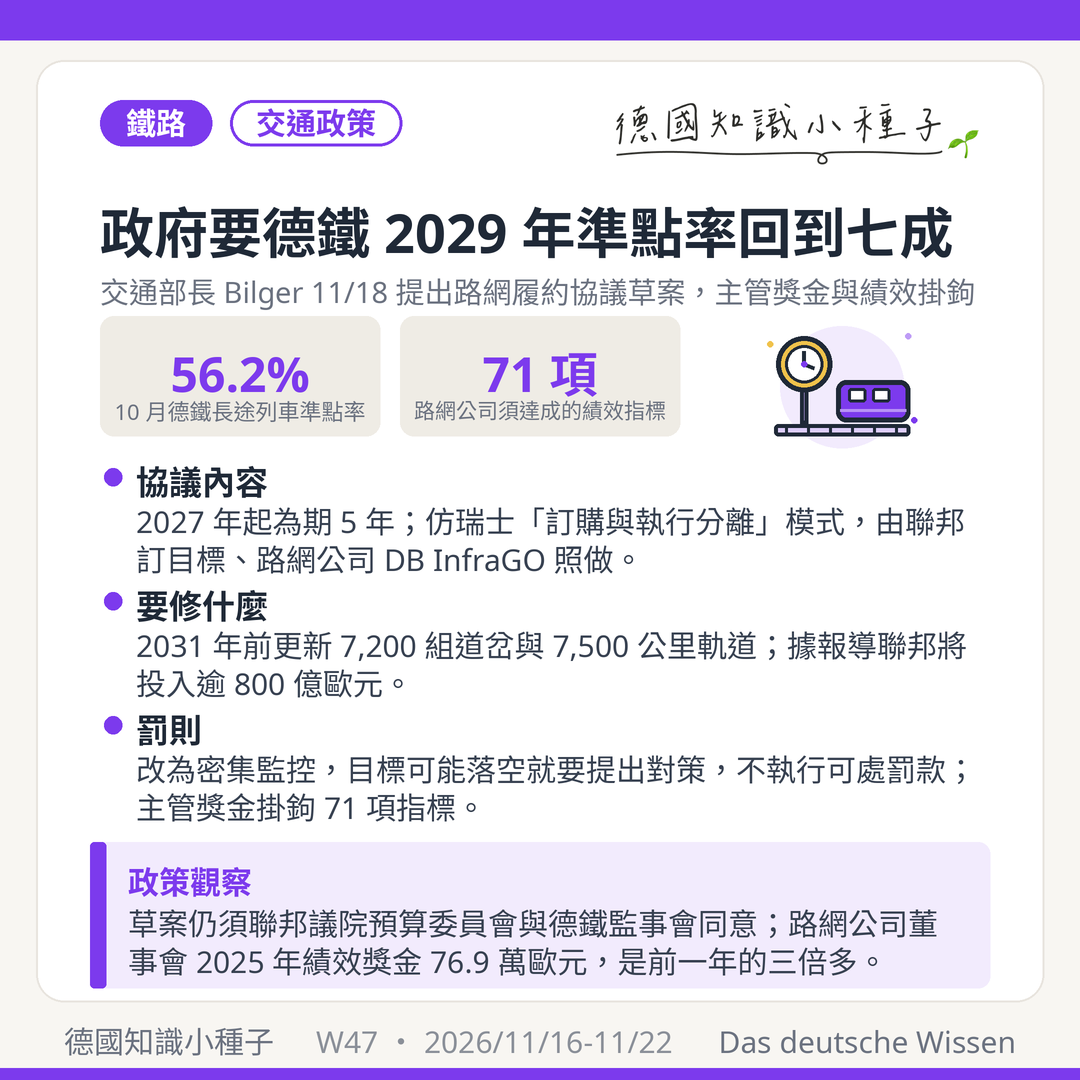 鐵路
交通政策
德國知識小種子
政府要德鐵 2029 年準點率回到七成
交通部長 Bilger 11/18 提出路網履約協議草案，主管獎金與績效掛鉤
56.2%
10 月德鐵長途列車準點率
71 項
路網公司須達成的績效指標
協議內容
2027 年起為期 5 年；仿瑞士「訂購與執行分離」模式，由聯邦
訂目標、路網公司 DB InfraGO 照做。
要修什麼
2031 年前更新 7,200 組道岔與 7,500 公里軌道；據報導聯邦將
投入逾 800 億歐元。
罰則
改為密集監控，目標可能落空就要提出對策，不執行可處罰款；
主管獎金掛鉤 71 項指標。
政策觀察
草案仍須聯邦議院預算委員會與德鐵監事會同意；路網公司董
事會 2025 年績效獎金 76.9 萬歐元，是前一年的三倍多。
德國知識小種子
W47 • 2026/11/16-11/22
Das deutsche Wissen